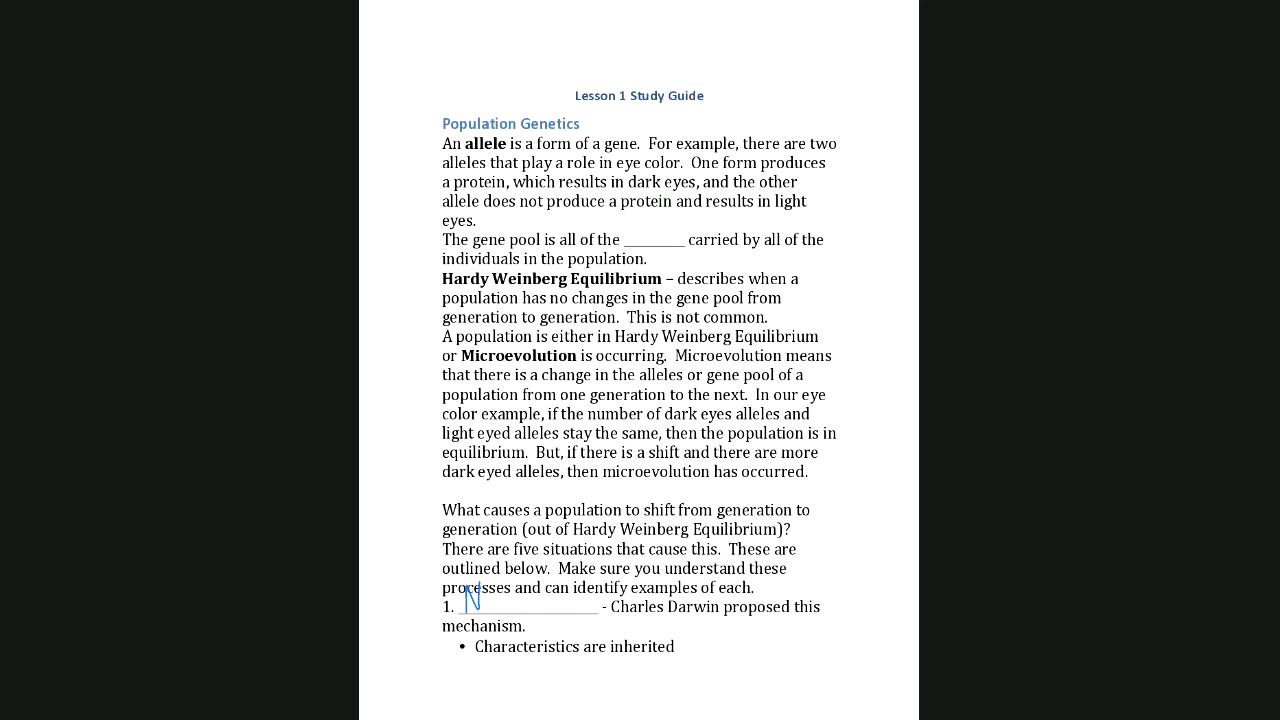 Lesson 1 Study Guide
Population Genetics
An allele is a form of a gene.  For example, there are two
alleles that play a role in eye color.  One form produces
a protein, which results in dark eyes, and the other
allele does not produce a protein and results in light
eyes.
The gene pool is all of the ________ carried by all of the
individuals in the population.
Hardy Weinberg Equilibrium – describes when a
population has no changes in the gene pool from
generation to generation.  This is not common.
A population is either in Hardy Weinberg Equilibrium
or Microevolution is occurring.  Microevolution means
that there is a change in the alleles or gene pool of a
population from one generation to the next.  In our eye
color example, if the number of dark eyes alleles and
light eyed alleles stay the same, then the population is in
equilibrium.  But, if there is a shift and there are more
dark eyed alleles, then microevolution has occurred.
What causes a population to shift from generation to
generation (out of Hardy Weinberg Equilibrium)?
There are five situations that cause this.  These are
outlined below.  Make sure you understand these
processes and can identify examples of each.
1. N__________________ - Charles Darwin proposed this
mechanism.
• Characteristics are inherited